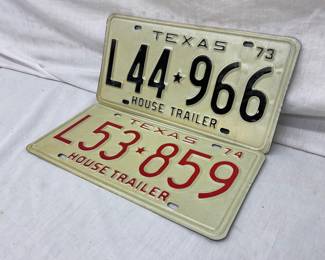 TEXAS 73
L44★966
HOUSE TRAILER
TEXAS 74
L53★859
HOUSE TRAILER